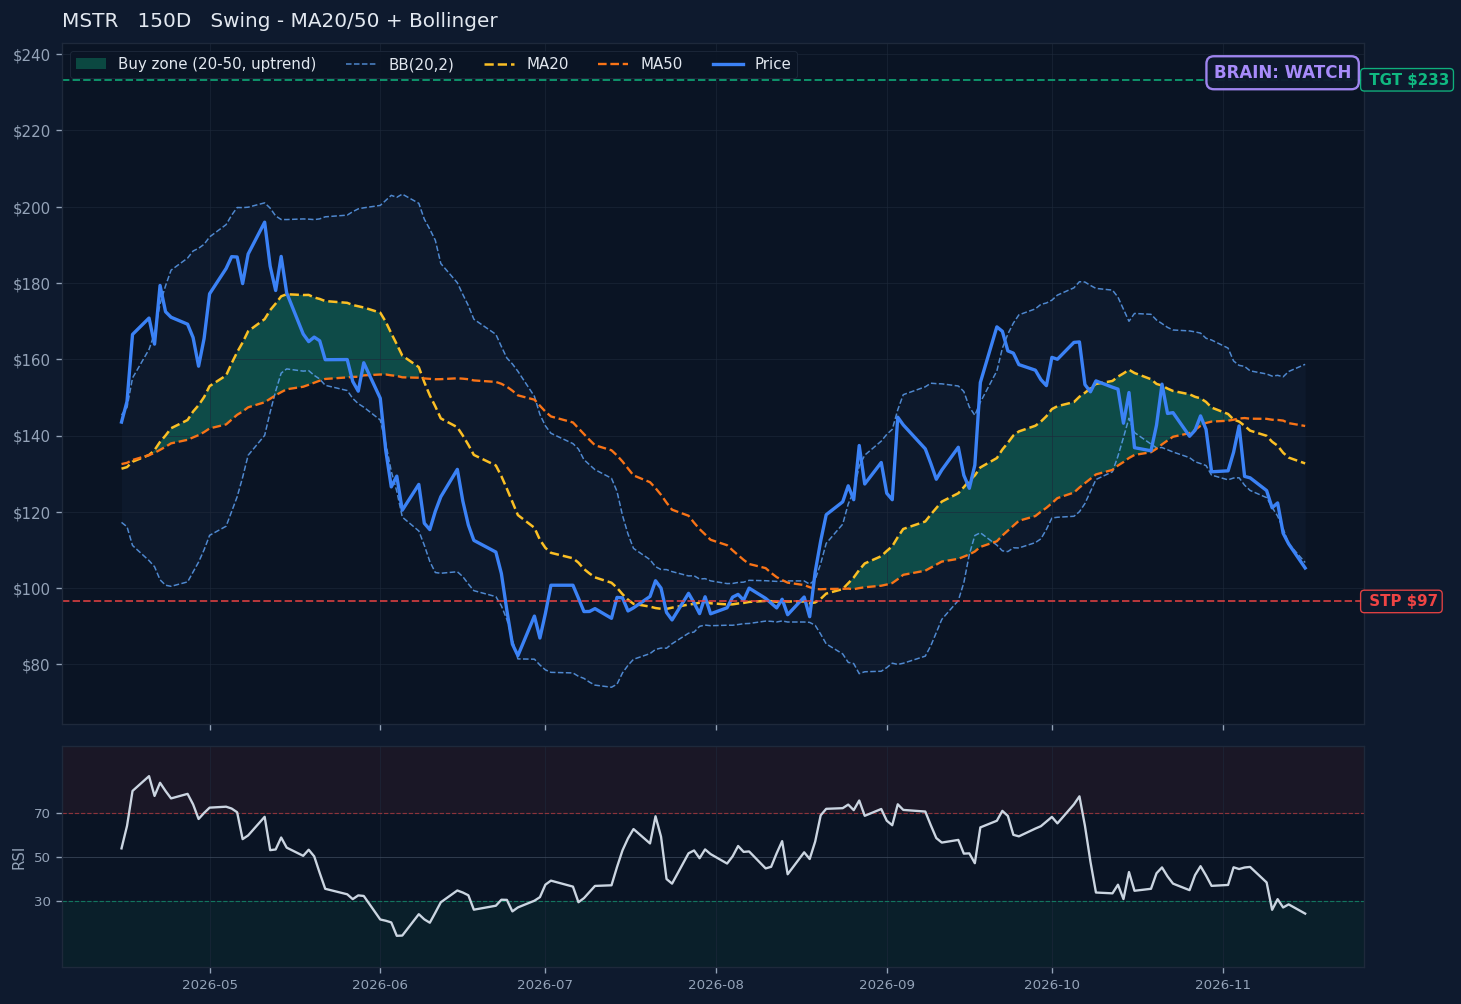 MSTR 150D Swing - MA20/50 + Bollinger
Buy zone (20-50, uptrend) BB(20,2) MA20 MA50 Price
BRAIN: WATCH
TGT $233
$240
$220
$200
$180
$160
$140
$120
$100
$80
STP $97
RSI
70
50
30
2026-05 2026-06 2026-07 2026-08 2026-09 2026-10 2026-11